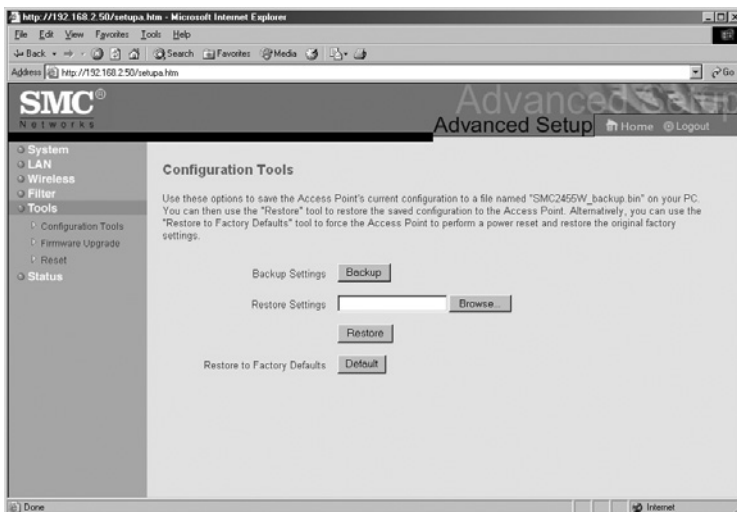 http://192.168.2.50/setupa.htm - Microsoft Internet Explorer
File Edit View Favorites Tools Help
Back Search Favorites Media
Address http://192.168.2.50/setupa.htm Go
SMC®
Networks
Advanced Setup
Advanced Setup Home Logout
System
LAN
Wireless
Filter
Tools
Configuration Tools
Firmware Upgrade
Reset
Status
Configuration Tools
Use these options to save the Access Point's current configuration to a file named "SMC2455W_backup.bin" on your PC.
You can then use the "Restore" tool to restore the saved configuration to the Access Point. Alternatively, you can use the
"Restore to Factory Defaults" tool to force the Access Point to perform a power reset and restore the original factory
settings.
Backup Settings Backup
Restore Settings Browse...
Restore
Restore to Factory Defaults Default
Done Internet